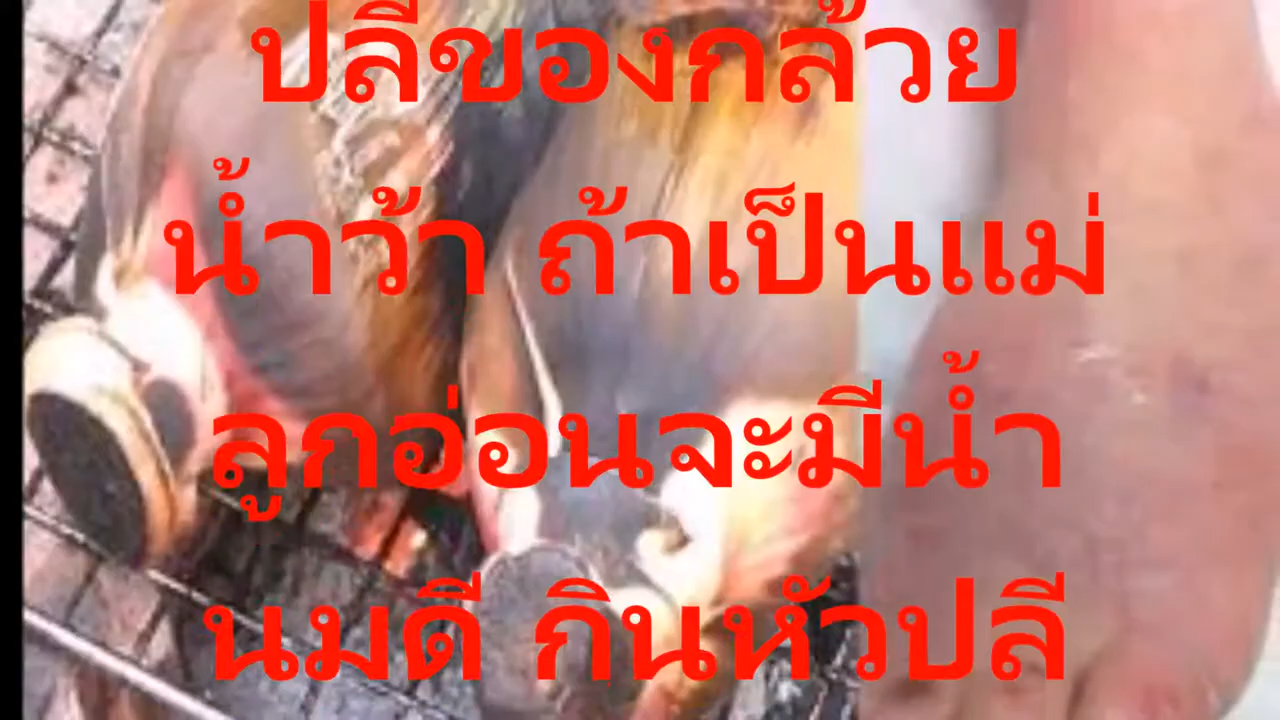 ปลีของกล้วย
น้ำว้า ถ้าเป็นแม่
ลูกอ่อนจะมีน้ำ
นมดี กินหัวปลี